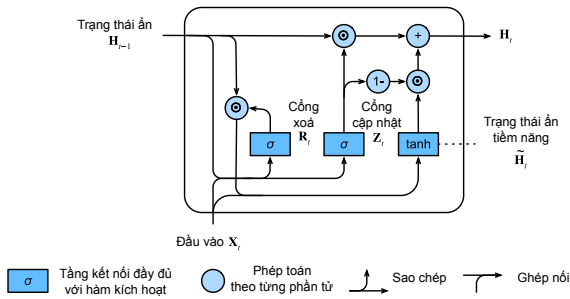 Trạng thái ẩn
H_{t−1}
H_t
+
1-
Cổng
xoá
R_t
Cổng
cập nhật
Z_t
σ
σ
tanh
Trạng thái ẩn
tiềm năng
H̃_t
Đầu vào X_t
σ
Tầng kết nối đầy đủ
với hàm kích hoạt
Phép toán
theo từng phần tử
Sao chép
Ghép nối